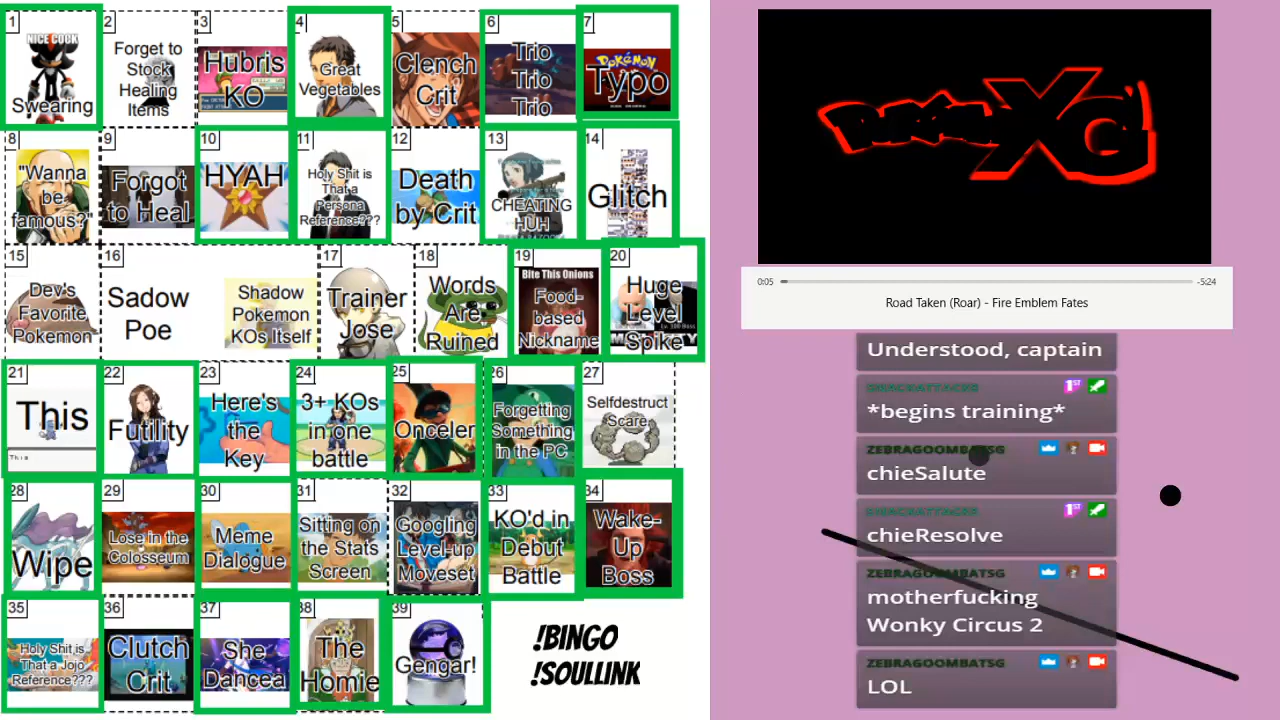 1
NICE COCK
Swearing
2
Forget to
Stock
Healing
Items
3
Hubris
KO
4
Great
Vegetables
5
Clench
Crit
6
Trio
Trio
Trio
7
POKÉMON
Typo
8
"Wanna
be
famous?"
9
Forgot
to Heal
10
HYAH
11
Holy Shit is
That a
Persona
Reference???
12
Death
by Crit
13
CHEATING
HUH
14
Glitch
15
Dev's
Favorite
Pokemon
16
Sadow
Poe
Shadow
Pokemon
KOs Itself
17
Trainer
Jose
18
Words
Are
Ruined
19
Bite This Onions
Food-
based
Nickname
20
Huge
Level
Spike
21
This
This
22
Futility
23
Here's
the
Key
24
3+ KOs
in one
battle
25
Onceler
26
Forgetting
Something
in the PC
27
Selfdestruct
Scare
28
Wipe
29
Lose in the
Colosseum
30
Meme
Dialogue
31
Sitting on
the Stats
Screen
32
Googling
Level-up
Moveset
33
KO'd in
Debut
Battle
34
Wake-
Up
Boss
35
Holy Shit is
That a Jojo
Reference???
36
Clutch
Crit
37
She
Dancea
38
The
Homie
39
Gengar!
!BINGO
!SOULLINK
XG
0:05
-5:24
Road Taken (Roar) - Fire Emblem Fates
Understood, captain
1ST
*begins training*
ZEBRAGOOMBATSG
chieSalute
1ST
chieResolve
ZEBRAGOOMBATSG
motherfucking
Wonky Circus 2
ZEBRAGOOMBATSG
LOL